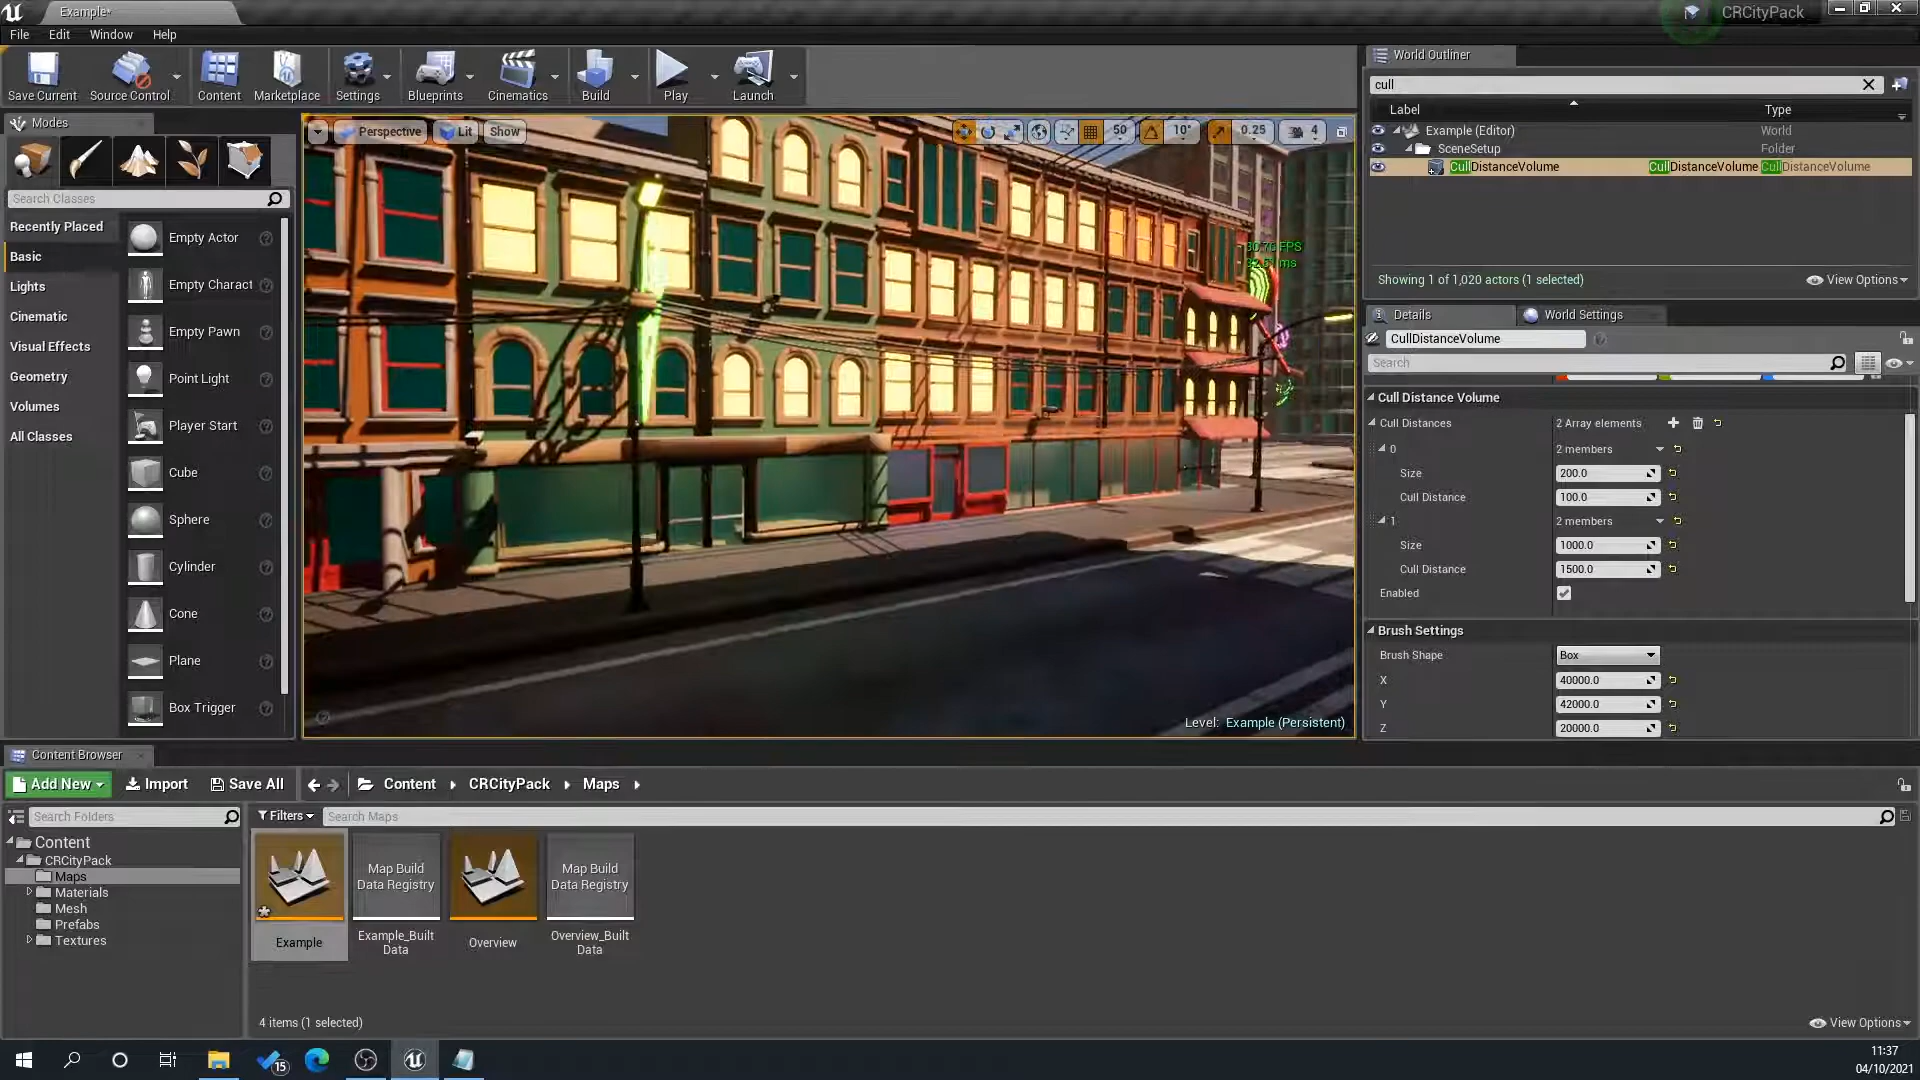 Example*
CRCityPack
File Edit Window Help
Save Current
Source Control
Content
Marketplace
Settings
Blueprints
Cinematics
Build
Play
Launch
Modes
Search Classes
Recently Placed
Basic
Lights
Cinematic
Visual Effects
Geometry
Volumes
All Classes
Empty Actor
Empty Charact
Empty Pawn
Point Light
Player Start
Cube
Sphere
Cylinder
Cone
Plane
Box Trigger
Perspective
Lit
Show
50
10°
0.25
4
Level: Example (Persistent)
World Outliner
cull
Label Type
Example (Editor) World
SceneSetup Folder
CullDistanceVolume CullDistanceVolume CullDistanceVolume
Showing 1 of 1,020 actors (1 selected)
View Options
Details
World Settings
CullDistanceVolume
Search
Cull Distance Volume
Cull Distances 2 Array elements
0 2 members
Size 200.0
Cull Distance 100.0
1 2 members
Size 1000.0
Cull Distance 1500.0
Enabled
Brush Settings
Brush Shape Box
X 40000.0
Y 42000.0
Z 20000.0
Content Browser
Add New
Import
Save All
Content
CRCityPack
Maps
Search Folders
Filters
Search Maps
Content
CRCityPack
Maps
Materials
Mesh
Prefabs
Textures
Example
Map Build
Data Registry
Example_Built
Data
Overview
Map Build
Data Registry
Overview_Built
Data
4 items (1 selected)
View Options
15
11:37
04/10/2021